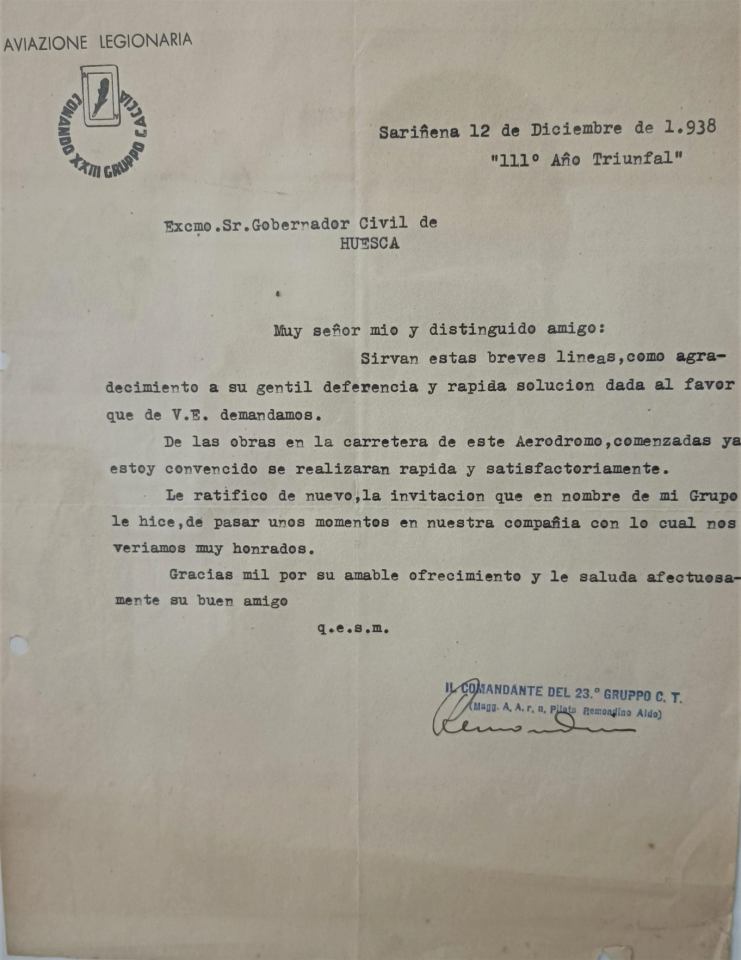 AVIAZIONE LEGIONARIA
COMANDO XXIII GRUPPO CACCIA
Sariñena 12 de Diciembre de 1.938
"111º Año Triunfal"
Excmo.Sr.Gobernador Civil de
HUESCA
Muy señor mio y distinguido amigo:
Sirvan estas breves lineas,como agra-
decimiento a su gentil deferencia y rapida solucion dada al favor
que de V.E. demandamos.
De las obras en la carretera de este Aerodromo,comenzadas ya
estoy convencido se realizaran rapida y satisfactoriamente.
Le ratifico de nuevo,la invitacion que en nombre de mi Grupo
le hice,de pasar unos momentos en nuestra compañia con lo cual nos
veriamos muy honrados.
Gracias mil por su amable ofrecimiento y le saluda afectuosa-
mente su buen amigo
q.e.s.m.
IL COMANDANTE DEL 23.º GRUPPO C. T.
(Magg. A. A. r. n. Pilota Remondino Aldo)
Remondino